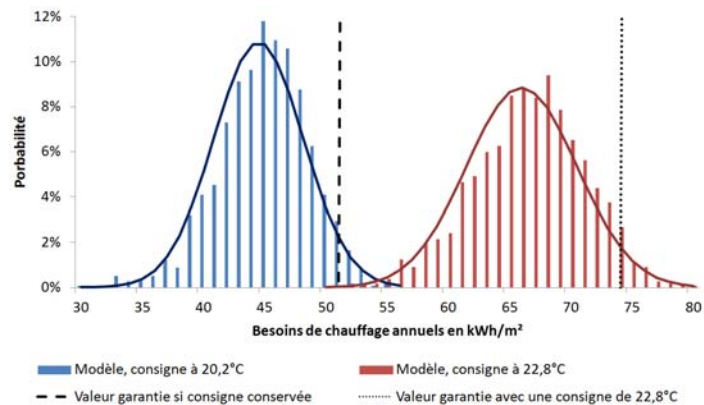 12%
10%
8%
6%
4%
2%
0%
Porbabilité
30 35 40 45 50 55 60 65 70 75 80
Besoins de chauffage annuels en kWh/m²
Modèle, consigne à 20,2°C
Modèle, consigne à 22,8°C
Valeur garantie si consigne conservée
Valeur garantie avec une consigne de 22,8°C